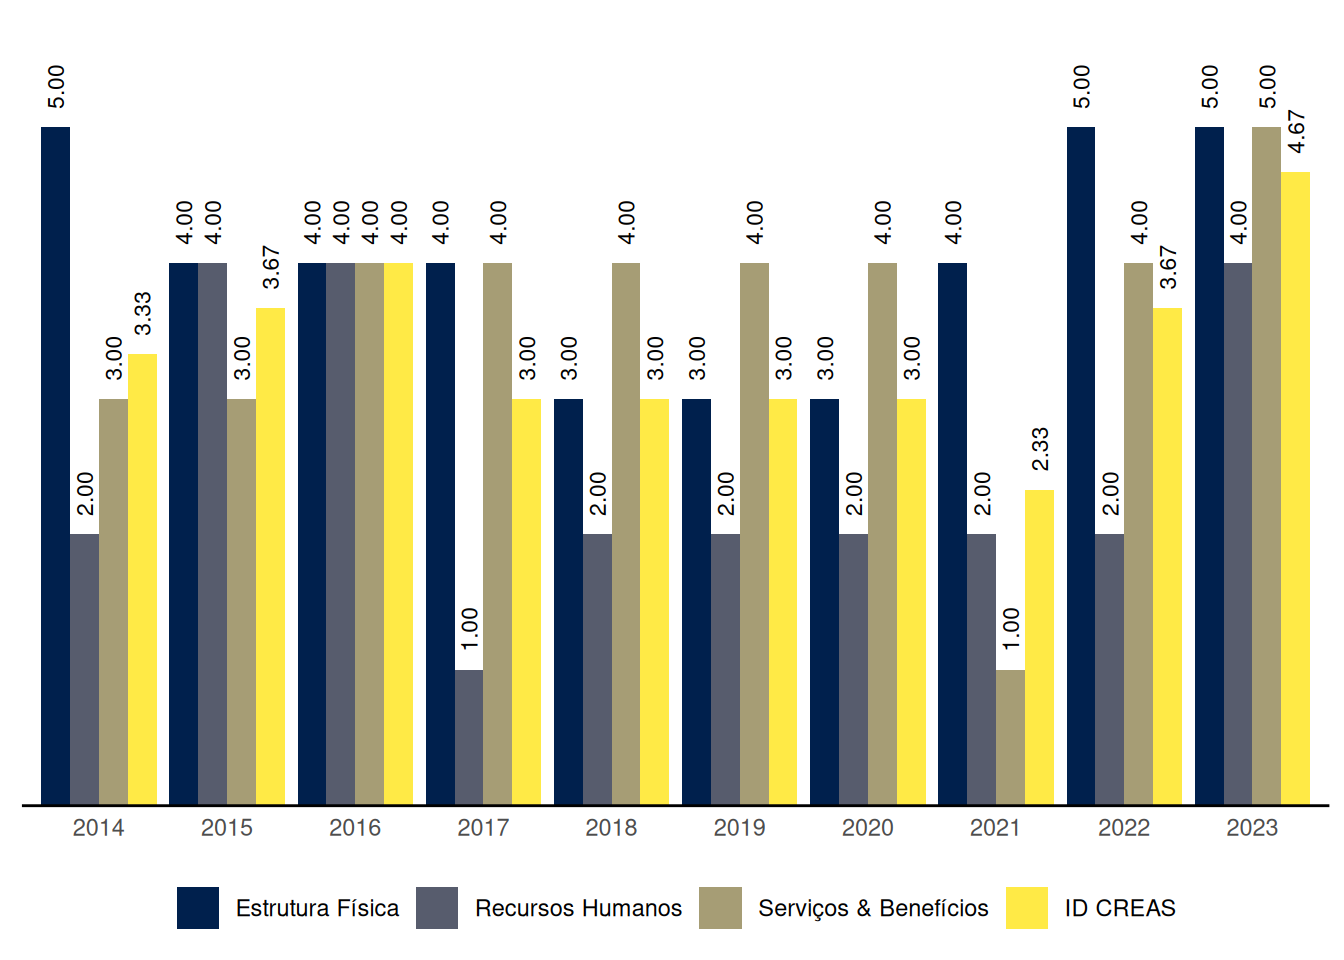 5.00 2.00 3.00 3.33
4.00 4.00 3.00 3.67
4.00 4.00 4.00 4.00
4.00 1.00 4.00 3.00
3.00 2.00 4.00 3.00
3.00 2.00 4.00 3.00
3.00 2.00 4.00 3.00
4.00 2.00 1.00 2.33
5.00 2.00 4.00 3.67
5.00 4.00 5.00 4.67
2014 2015 2016 2017 2018 2019 2020 2021 2022 2023
Estrutura Física Recursos Humanos Serviços & Benefícios ID CREAS